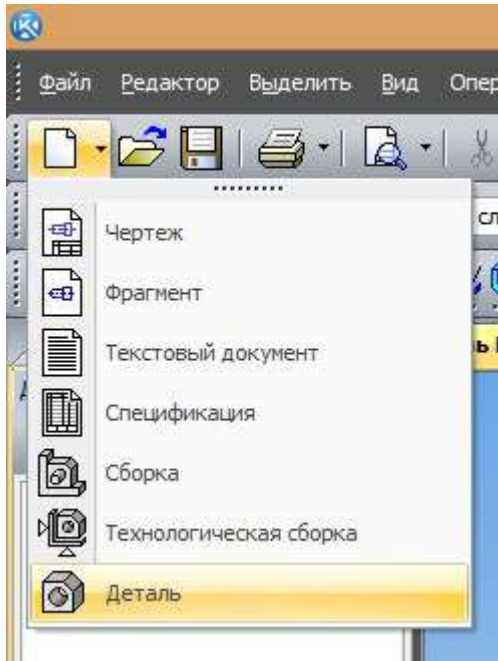 Файл Редактор Выделить Вид
Чертеж
Фрагмент
Текстовый документ
Спецификация
Сборка
Технологическая сборка
Деталь